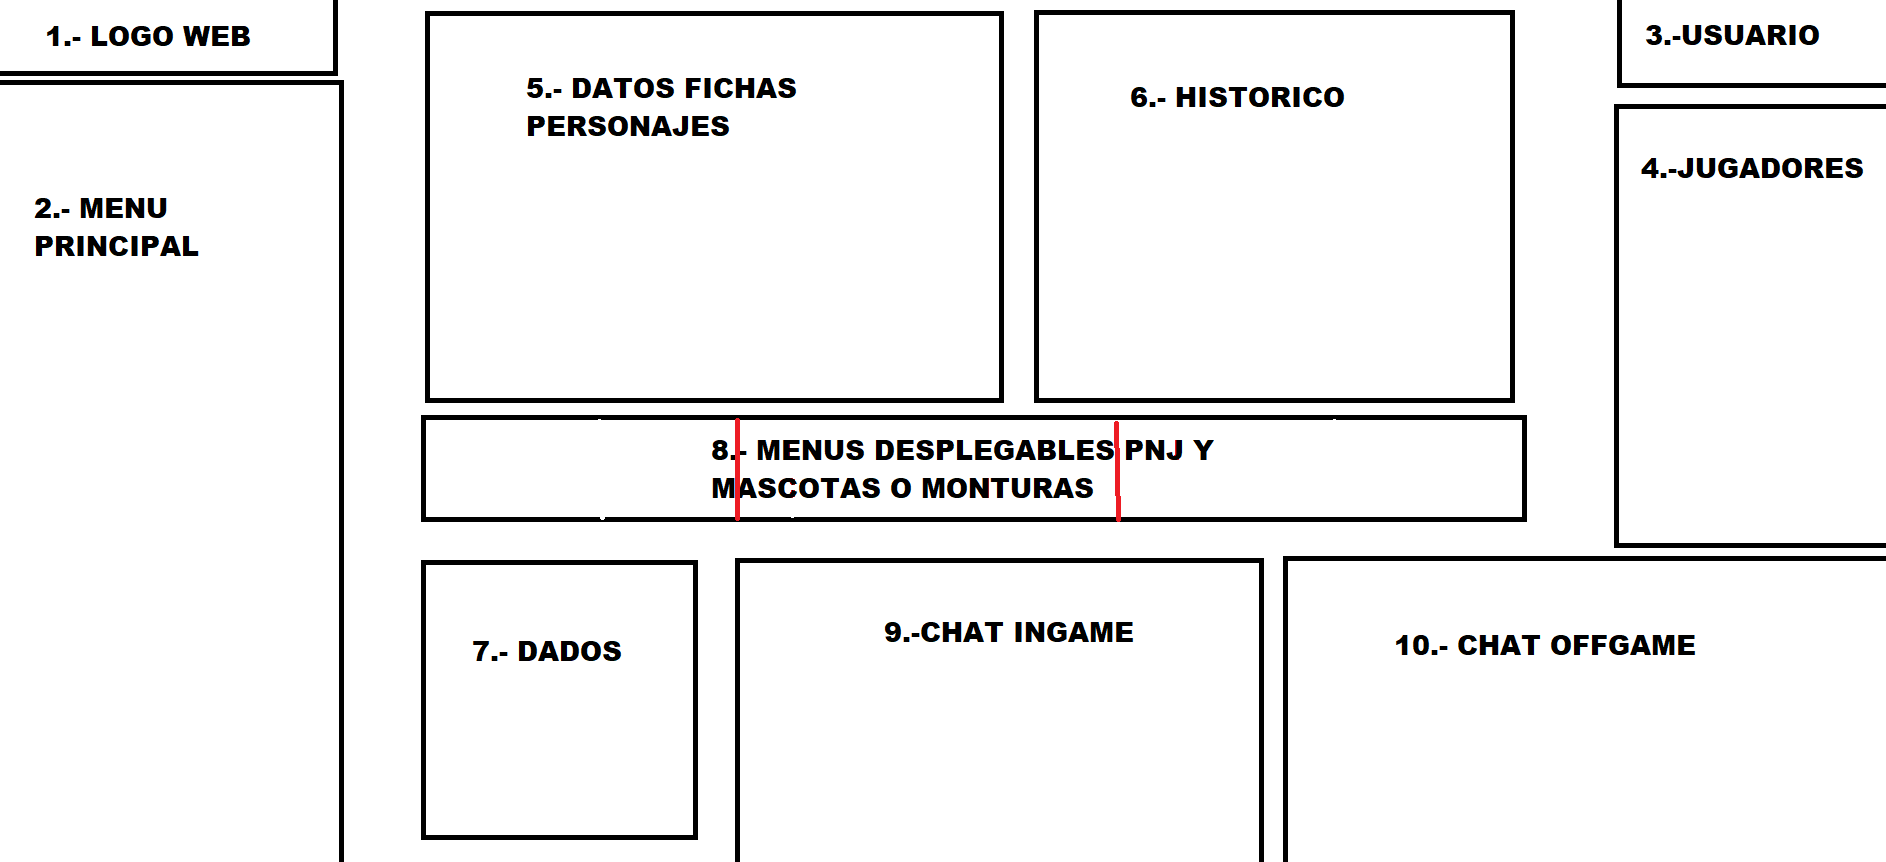 1.- LOGO WEB
2.- MENU
PRINCIPAL
3.-USUARIO
4.-JUGADORES
5.- DATOS FICHAS
PERSONAJES
6.- HISTORICO
8.- MENUS DESPLEGABLES PNJ Y
MASCOTAS O MONTURAS
7.- DADOS
9.-CHAT INGAME
10.- CHAT OFFGAME